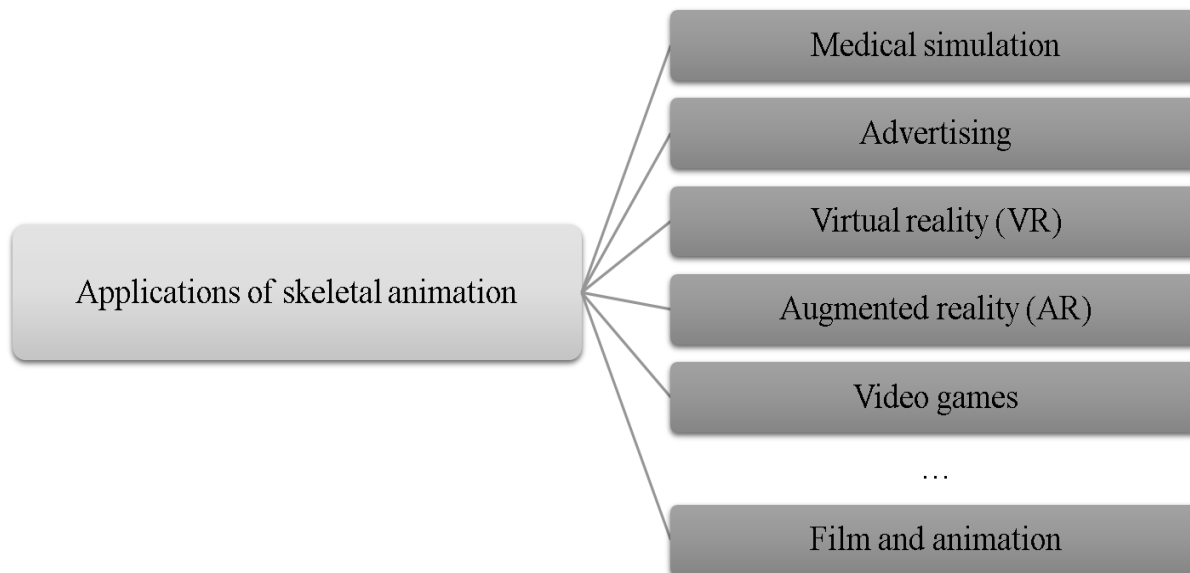 Medical simulation
Advertising
Virtual reality (VR)
Applications of skeletal animation
Augmented reality (AR)
Video games
...
Film and animation